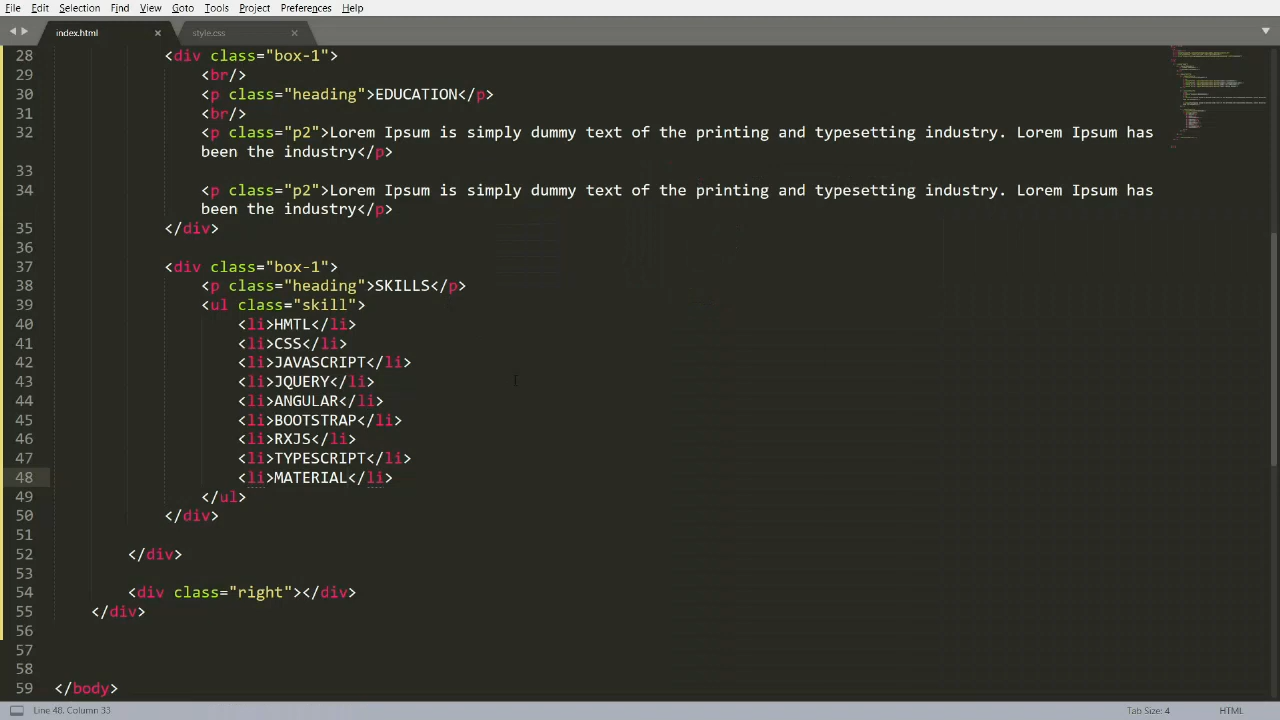 File Edit Selection Find View Goto Tools Project Preferences Help
index.html × style.css ×
28 <div class="box-1">
29 <br/>
30 <p class="heading">EDUCATION</p>
31 <br/>
32 <p class="p2">Lorem Ipsum is simply dummy text of the printing and typesetting industry. Lorem Ipsum has
been the industry</p>
33
34 <p class="p2">Lorem Ipsum is simply dummy text of the printing and typesetting industry. Lorem Ipsum has
been the industry</p>
35 </div>
36
37 <div class="box-1">
38 <p class="heading">SKILLS</p>
39 <ul class="skill">
40 <li>HMTL</li>
41 <li>CSS</li>
42 <li>JAVASCRIPT</li>
43 <li>JQUERY</li>
44 <li>ANGULAR</li>
45 <li>BOOTSTRAP</li>
46 <li>RXJS</li>
47 <li>TYPESCRIPT</li>
48 <li>MATERIAL</li>
49 </ul>
50 </div>
51
52 </div>
53
54 <div class="right"></div>
55 </div>
56
57
58
59 </body>
Line 48, Column 33 Tab Size: 4 HTML